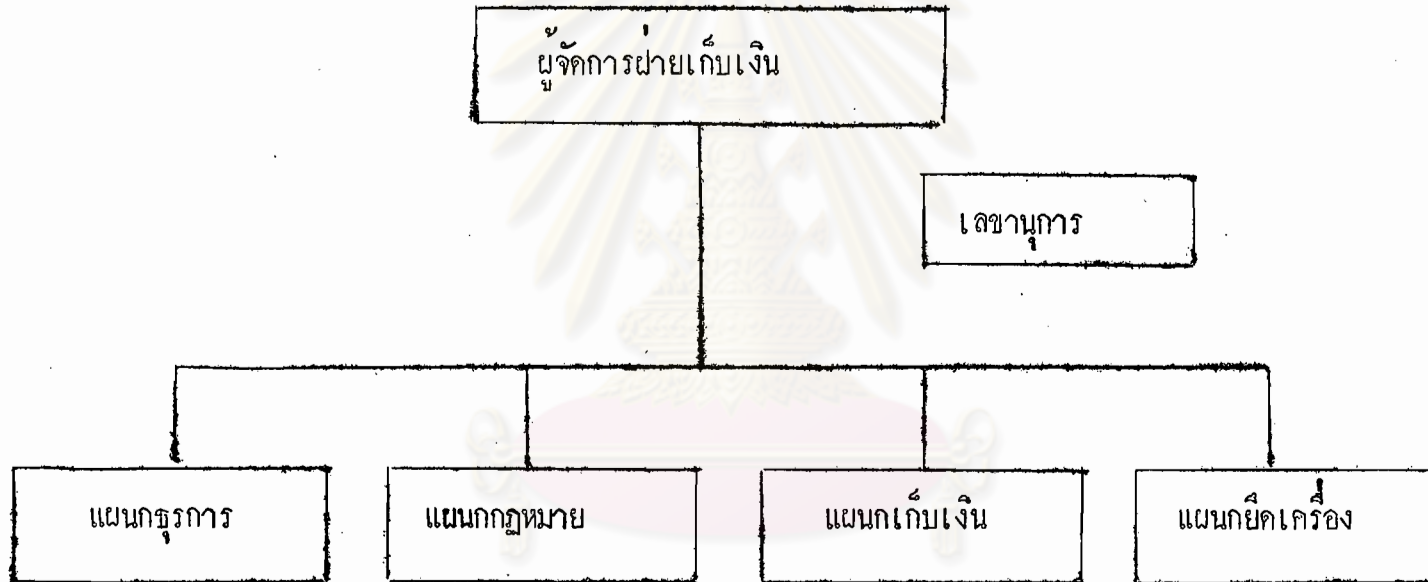 ผู้จัดการฝ่ายเก็บเงิน
เลขานุการ
แผนกธุรการ
แผนกกฎหมาย
แผนกเก็บเงิน
แผนกยึดเครื่อง